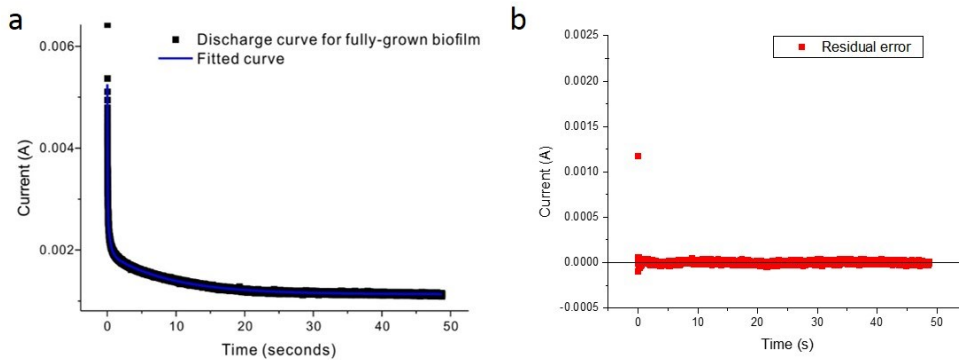 a
Discharge curve for fully-grown biofilm
Fitted curve
0.006
0.004
0.002
Current (A)
0 10 20 30 40 50
Time (seconds)
b
Residual error
0.0025
0.0020
0.0015
0.0010
0.0005
0.0000
-0.0005
Current (A)
0 10 20 30 40 50
Time (s)